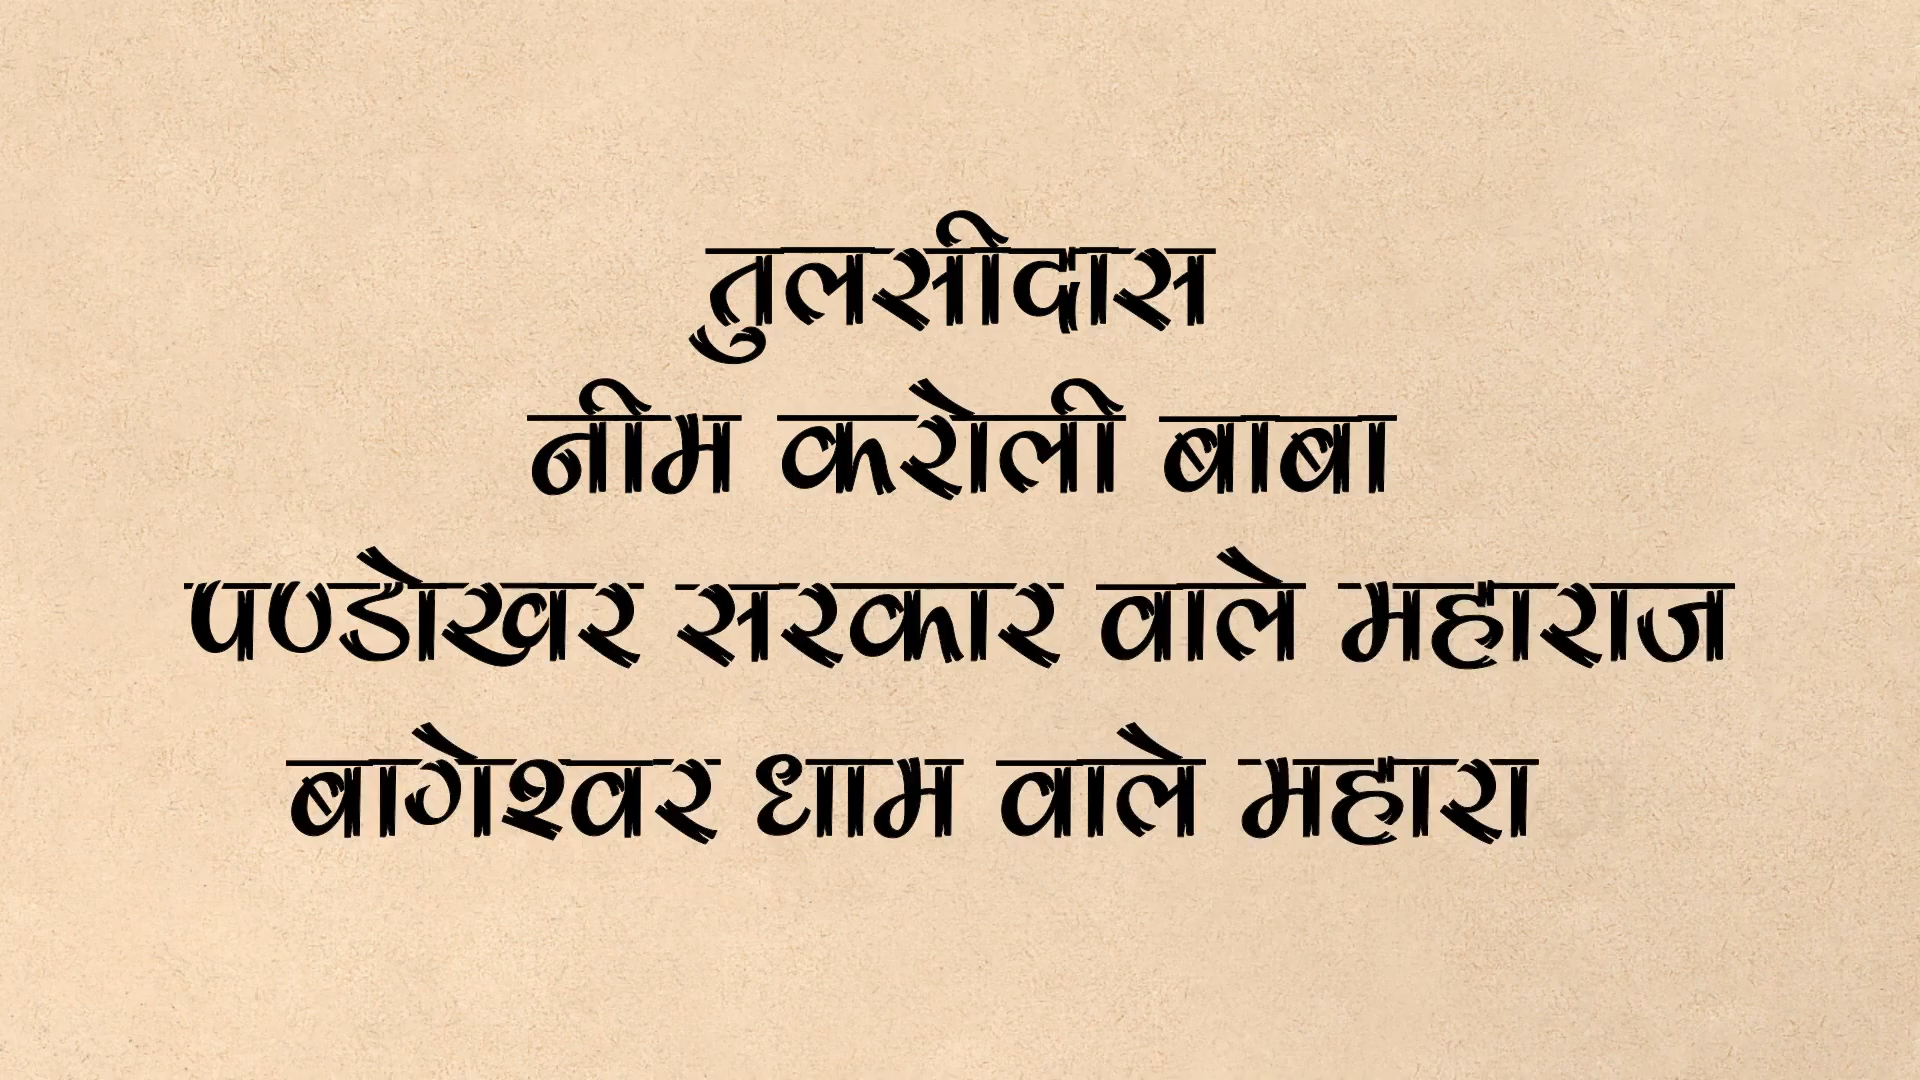 तुलसीदास
नीम करोली बाबा
पण्डोखर सरकार वाले महाराज
बागेश्वर धाम वाले महारा